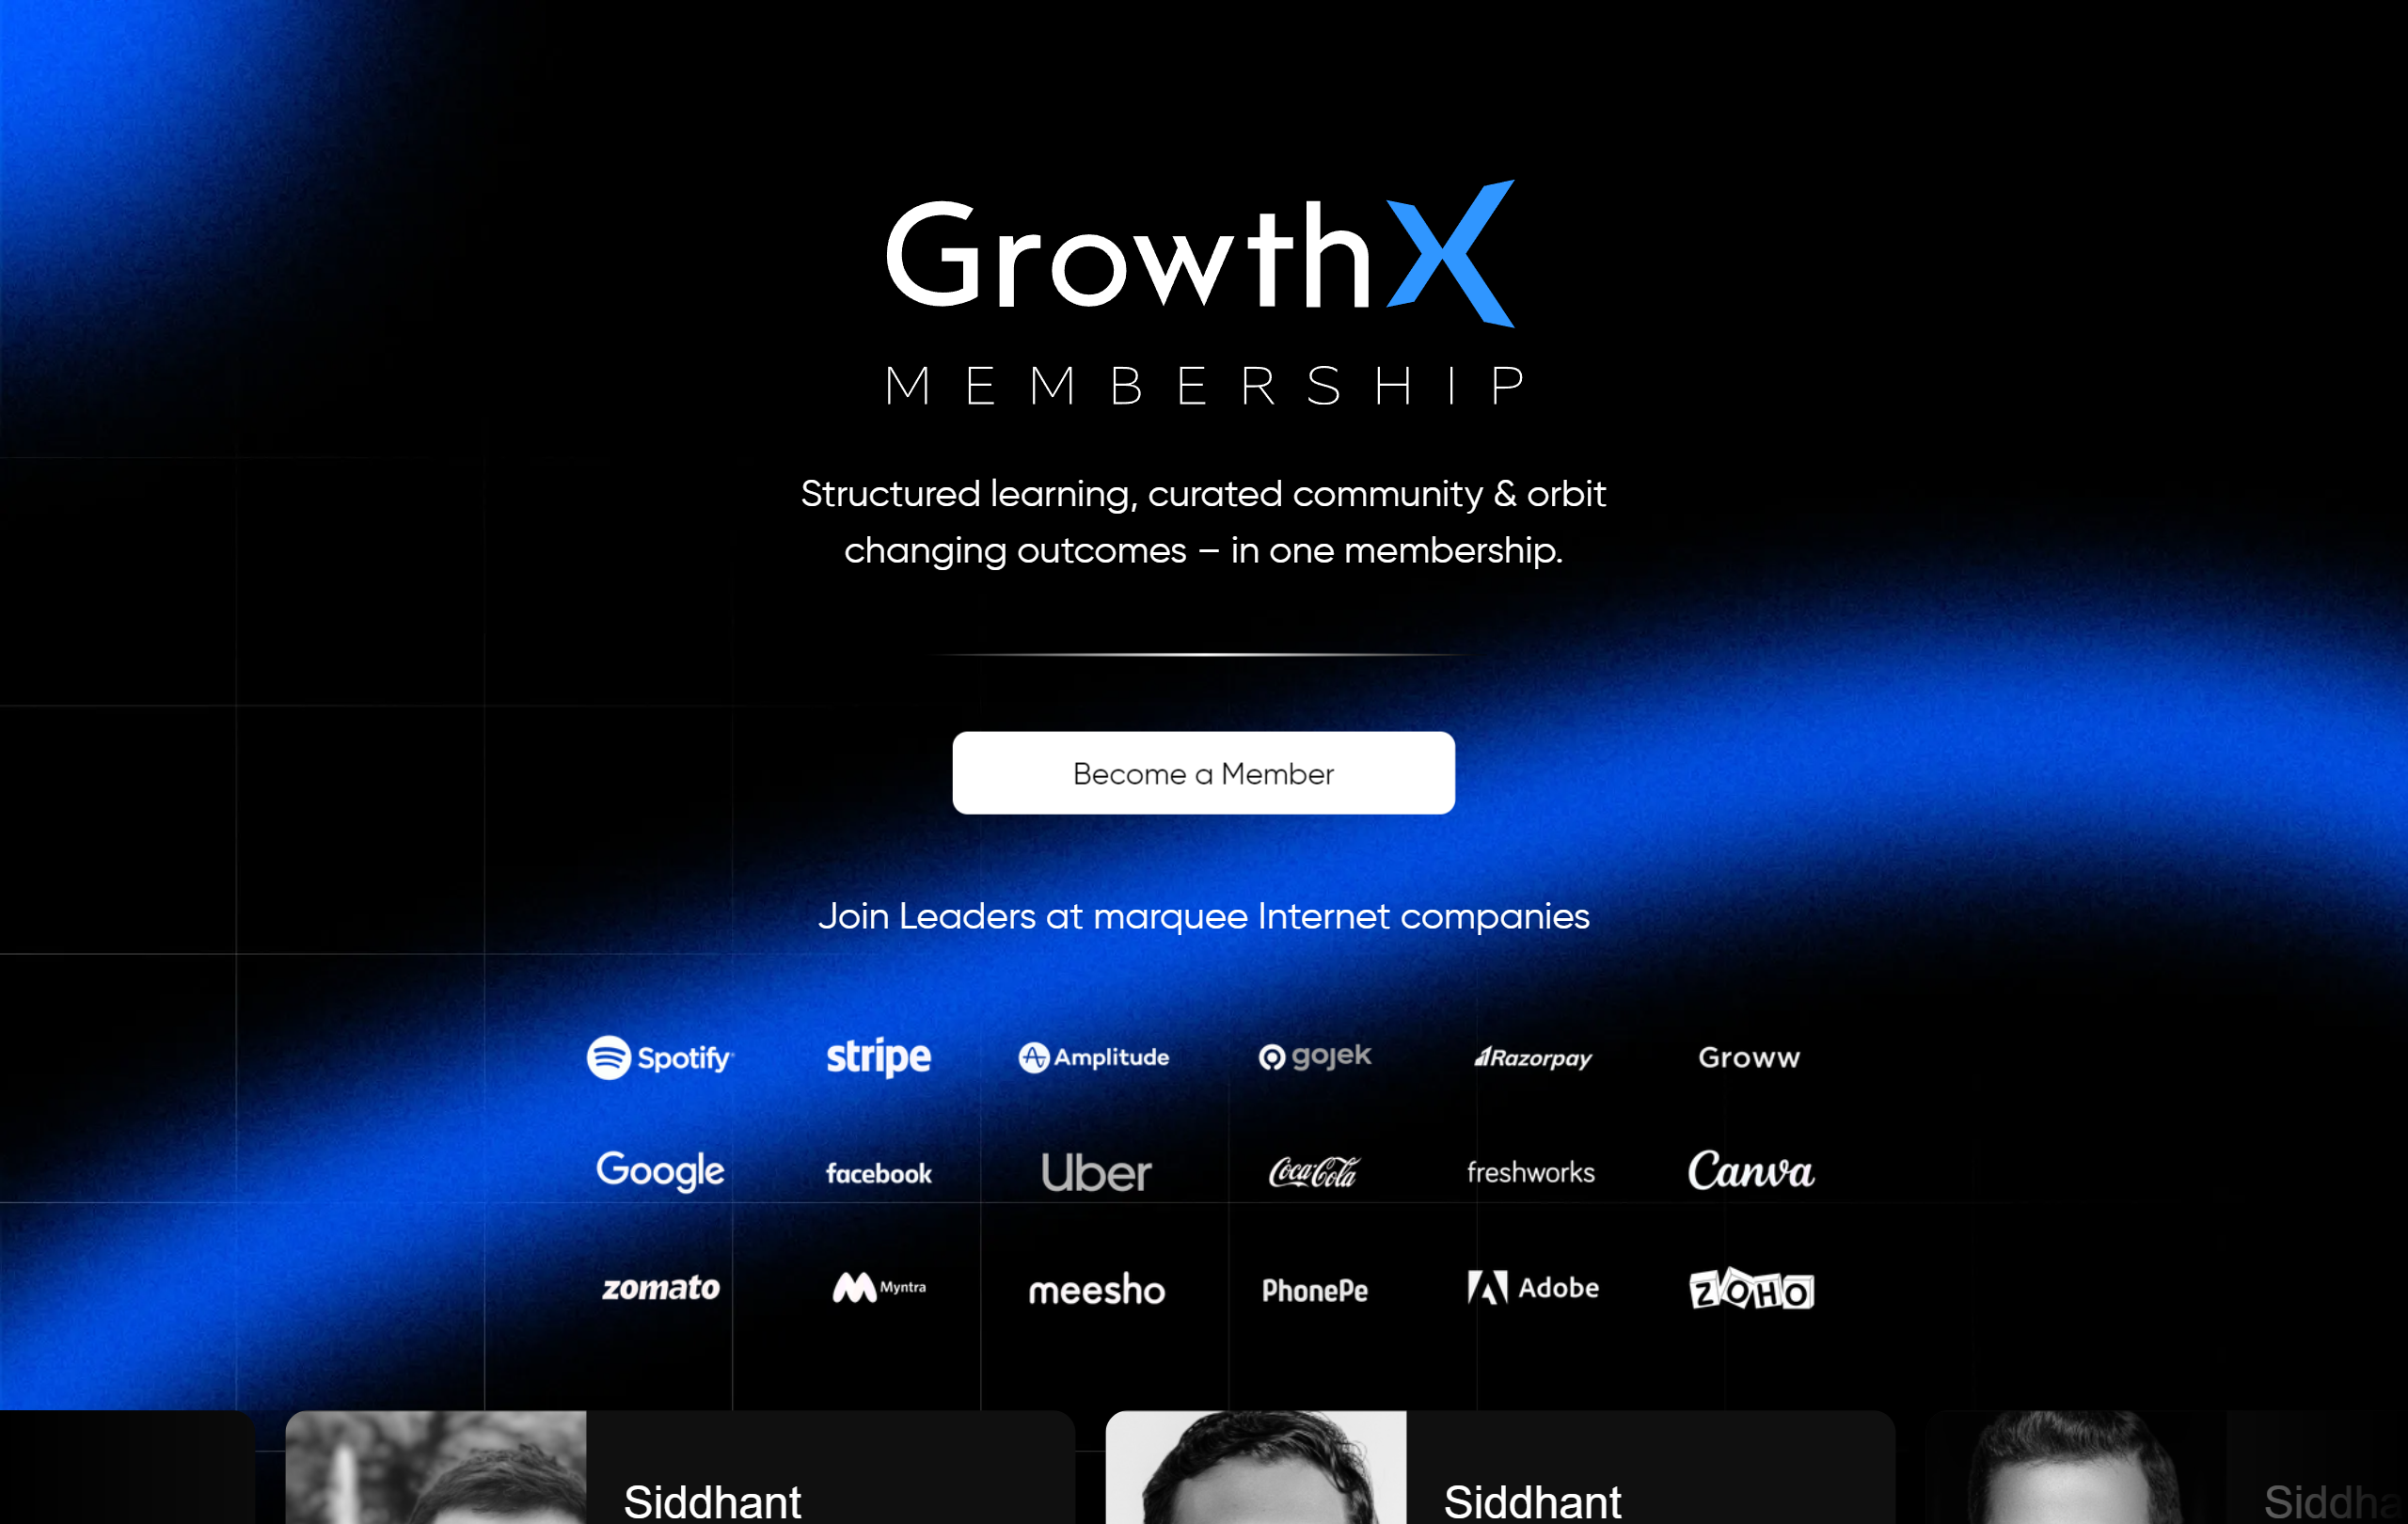 GrowthX
MEMBERSHIP
Structured learning, curated community & orbit
changing outcomes – in one membership.
Become a Member
Join Leaders at marquee Internet companies
Spotify stripe Amplitude gojek Razorpay Groww
Google facebook Uber Coca-Cola freshworks Canva
zomato Myntra meesho PhonePe Adobe ZOHO
Siddhant Siddhant Siddha